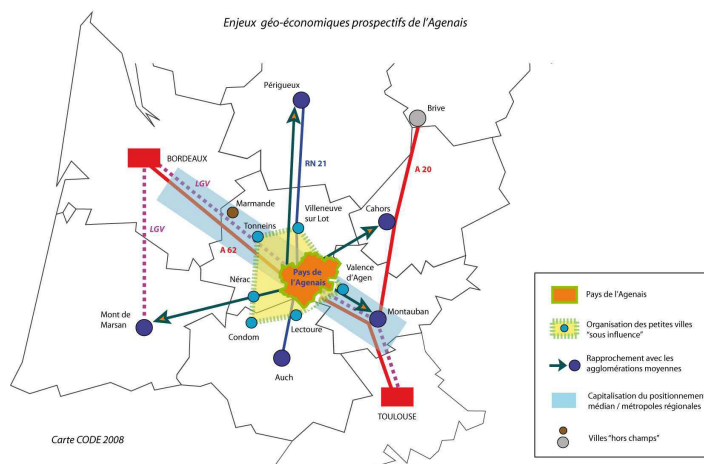 Enjeux géo-économiques prospectifs de l'Agenais
Périgueux
Brive
BORDEAUX
RN 21
A 20
LGV
Marmande
Villeneuve
sur Lot
Cahors
LGV
Tonneins
A 62
Pays de
l'Agenais
Valence
d'Agen
Nérac
Mont de
Marsan
Montauban
Condom
Lectoure
Auch
TOULOUSE
Carte CODE 2008
Pays de l'Agenais
Organisation des petites villes
"sous influence"
Rapprochement avec les
agglomérations moyennes
Capitalisation du positionnement
médian / métropoles régionales
Villes "hors champs"